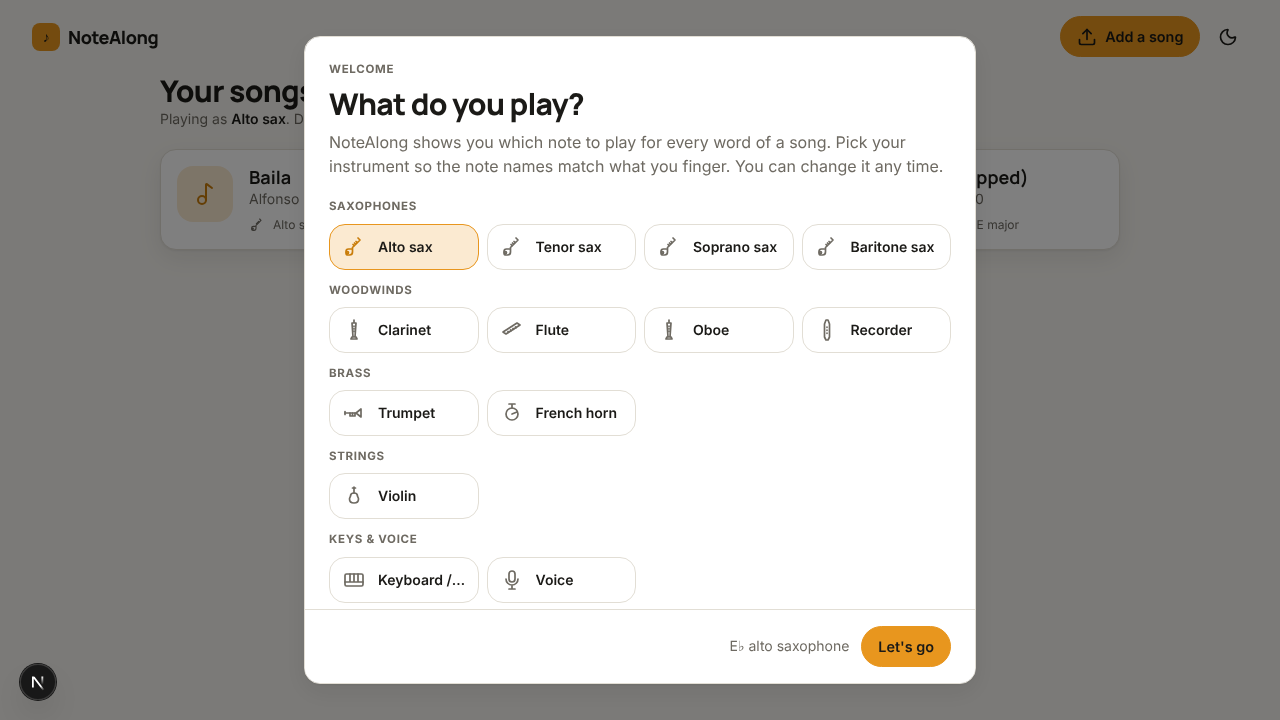 NoteAlong
Add a song
Your songs
Playing as Alto sax. D
Baila
Alfonso
Alto s
pped)
0
E major
WELCOME
What do you play?
NoteAlong shows you which note to play for every word of a song. Pick your
instrument so the note names match what you finger. You can change it any time.
SAXOPHONES
Alto sax
Tenor sax
Soprano sax
Baritone sax
WOODWINDS
Clarinet
Flute
Oboe
Recorder
BRASS
Trumpet
French horn
STRINGS
Violin
KEYS & VOICE
Keyboard /...
Voice
E♭ alto saxophone
Let's go
N